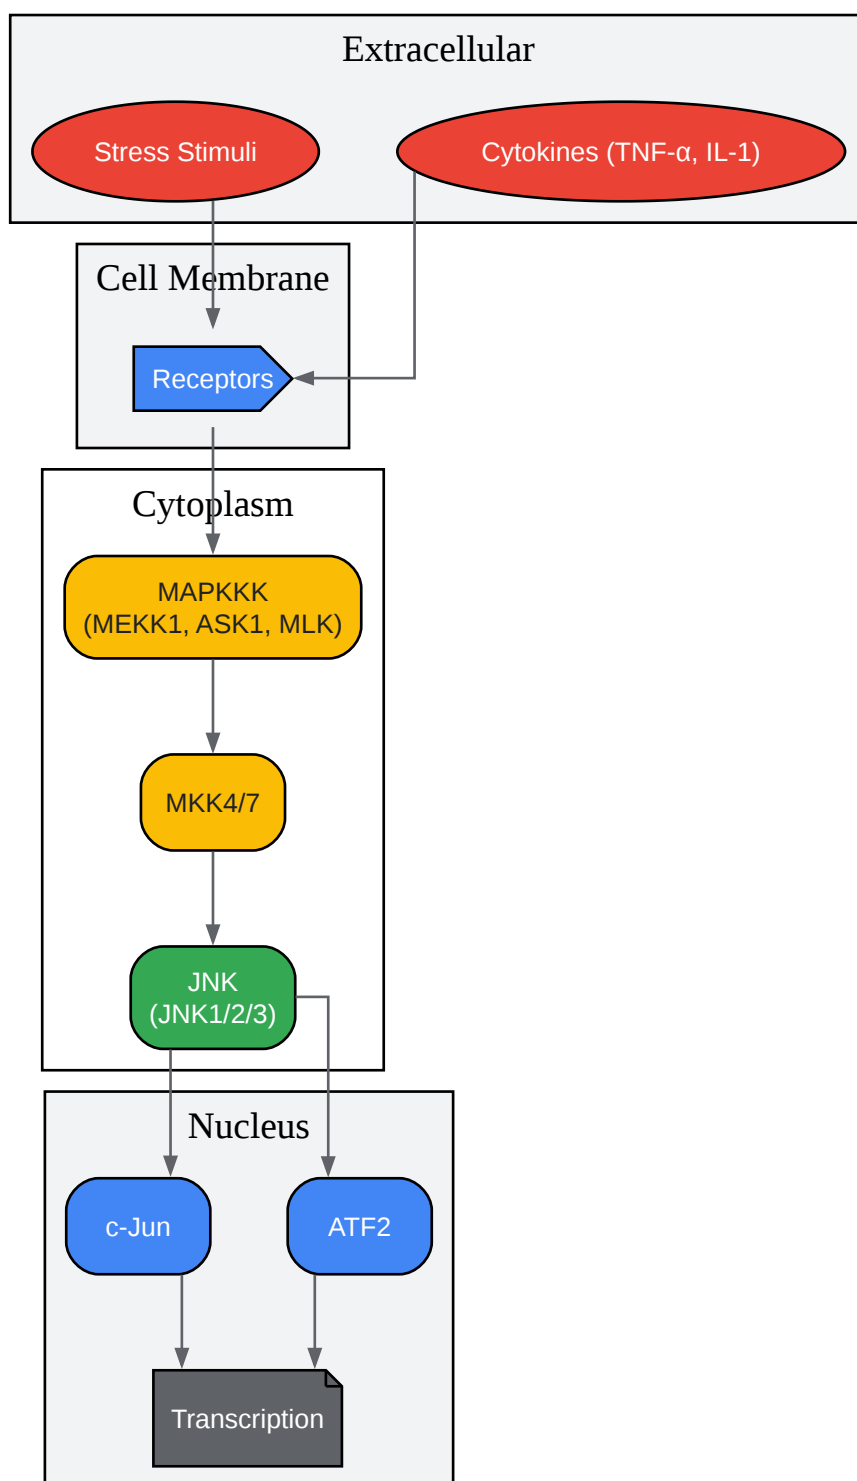 Extracellular
Stress Stimuli
Cytokines (TNF-α, IL-1)
Cell Membrane
Receptors
Cytoplasm
MAPKKK
(MEKK1, ASK1, MLK)
MKK4/7
JNK
(JNK1/2/3)
Nucleus
c-Jun
ATF2
Transcription